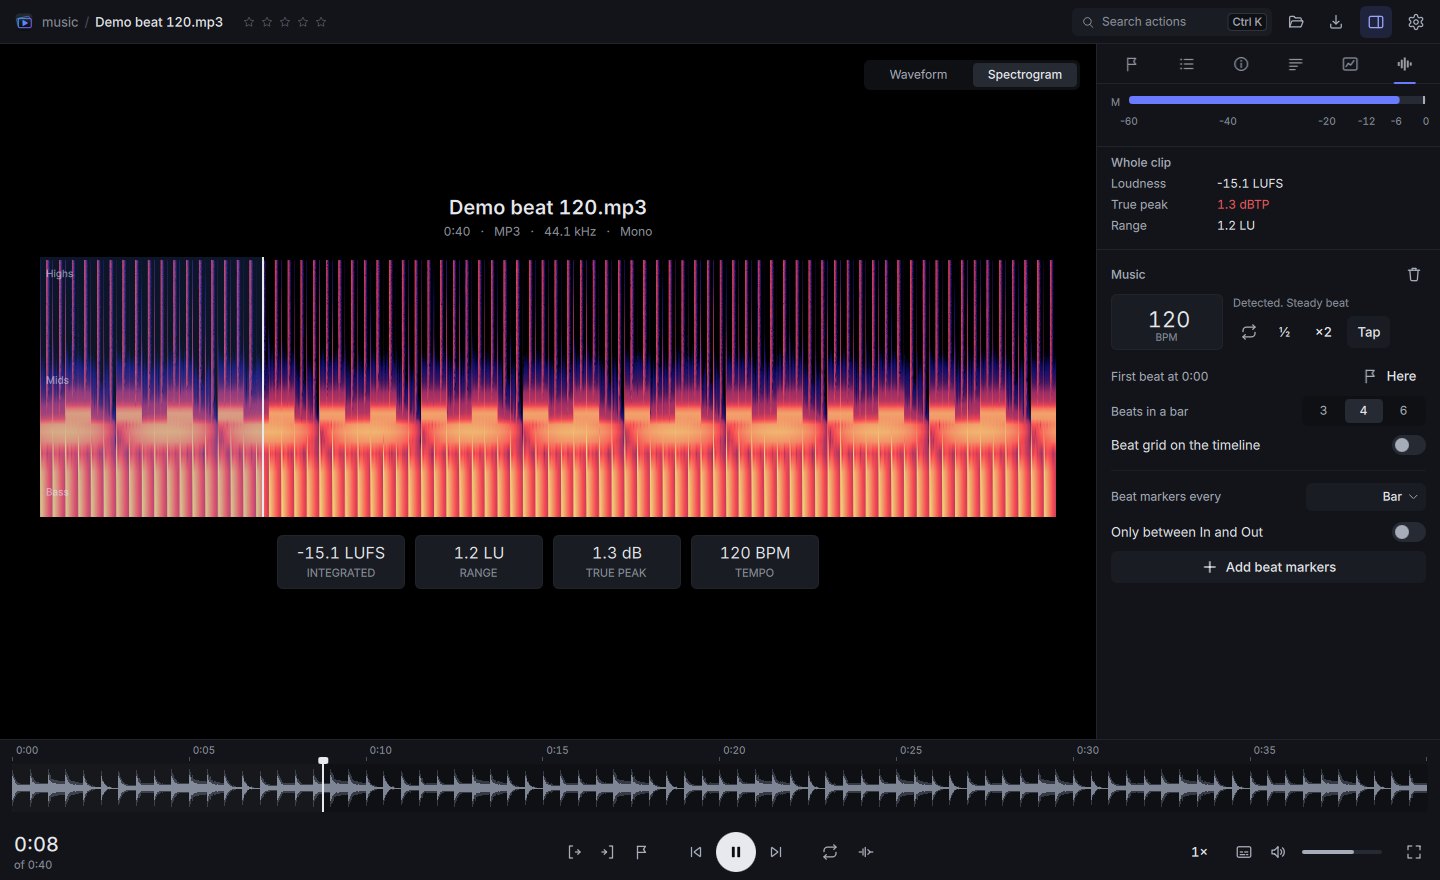 music / Demo beat 120.mp3
Search actions Ctrl K
Waveform Spectrogram
Demo beat 120.mp3
0:40 · MP3 · 44.1 kHz · Mono
Highs
Mids
Bass
-15.1 LUFS
INTEGRATED
1.2 LU
RANGE
1.3 dB
TRUE PEAK
120 BPM
TEMPO
M
-60 -40 -20 -12 -6 0
Whole clip
Loudness -15.1 LUFS
True peak 1.3 dBTP
Range 1.2 LU
Music
120
BPM
Detected. Steady beat
½ ×2 Tap
First beat at 0:00 Here
Beats in a bar 3 4 6
Beat grid on the timeline
Beat markers every Bar
Only between In and Out
Add beat markers
0:00 0:05 0:10 0:15 0:20 0:25 0:30 0:35
0:08
of 0:40
1×